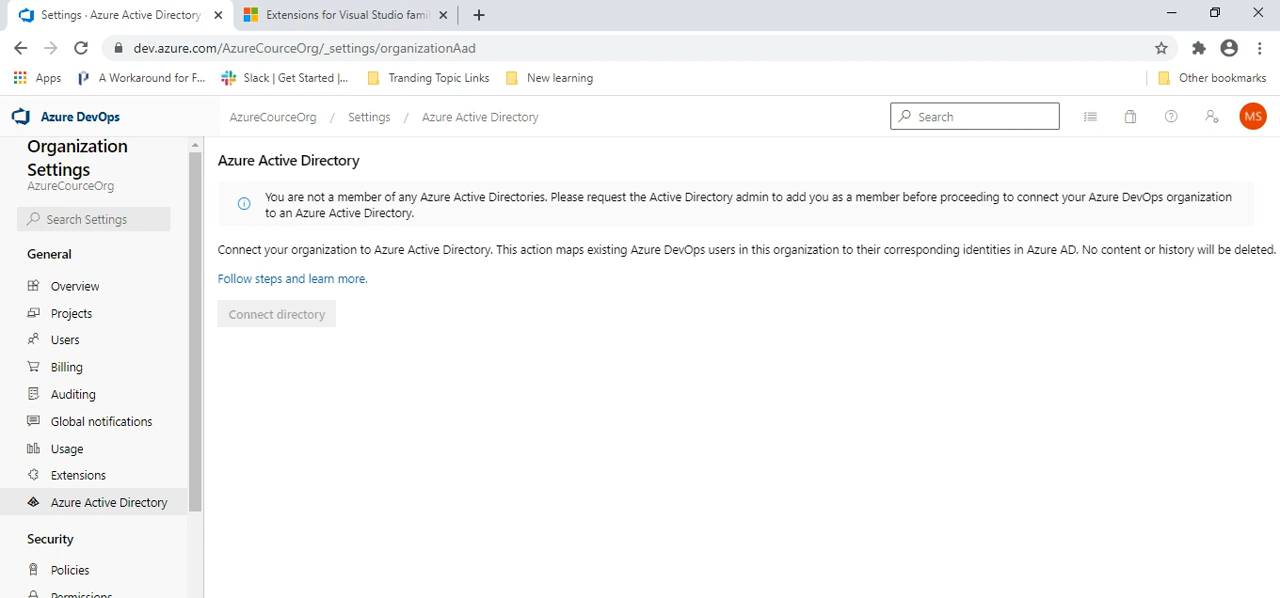 Settings - Azure Active Directory
Extensions for Visual Studio fami
dev.azure.com/AzureCourceOrg/_settings/organizationAad
Apps
A Workaround for F...
Slack | Get Started |...
Tranding Topic Links
New learning
Other bookmarks
Azure DevOps
AzureCourceOrg / Settings / Azure Active Directory
Search
MS
Organization
Settings
AzureCourceOrg
Search Settings
General
Overview
Projects
Users
Billing
Auditing
Global notifications
Usage
Extensions
Azure Active Directory
Security
Policies
Permissions
Azure Active Directory
You are not a member of any Azure Active Directories. Please request the Active Directory admin to add you as a member before proceeding to connect your Azure DevOps organization
to an Azure Active Directory.
Connect your organization to Azure Active Directory. This action maps existing Azure DevOps users in this organization to their corresponding identities in Azure AD. No content or history will be deleted.
Follow steps and learn more.
Connect directory